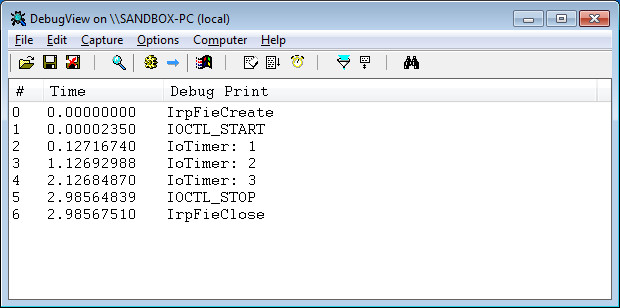 DebugView on \\SANDBOX-PC (local)
File Edit Capture Options Computer Help
# Time Debug Print
0 0.00000000 IrpFieCreate
1 0.00002350 IOCTL_START
2 0.12716740 IoTimer: 1
3 1.12692988 IoTimer: 2
4 2.12684870 IoTimer: 3
5 2.98564839 IOCTL_STOP
6 2.98567510 IrpFieClose